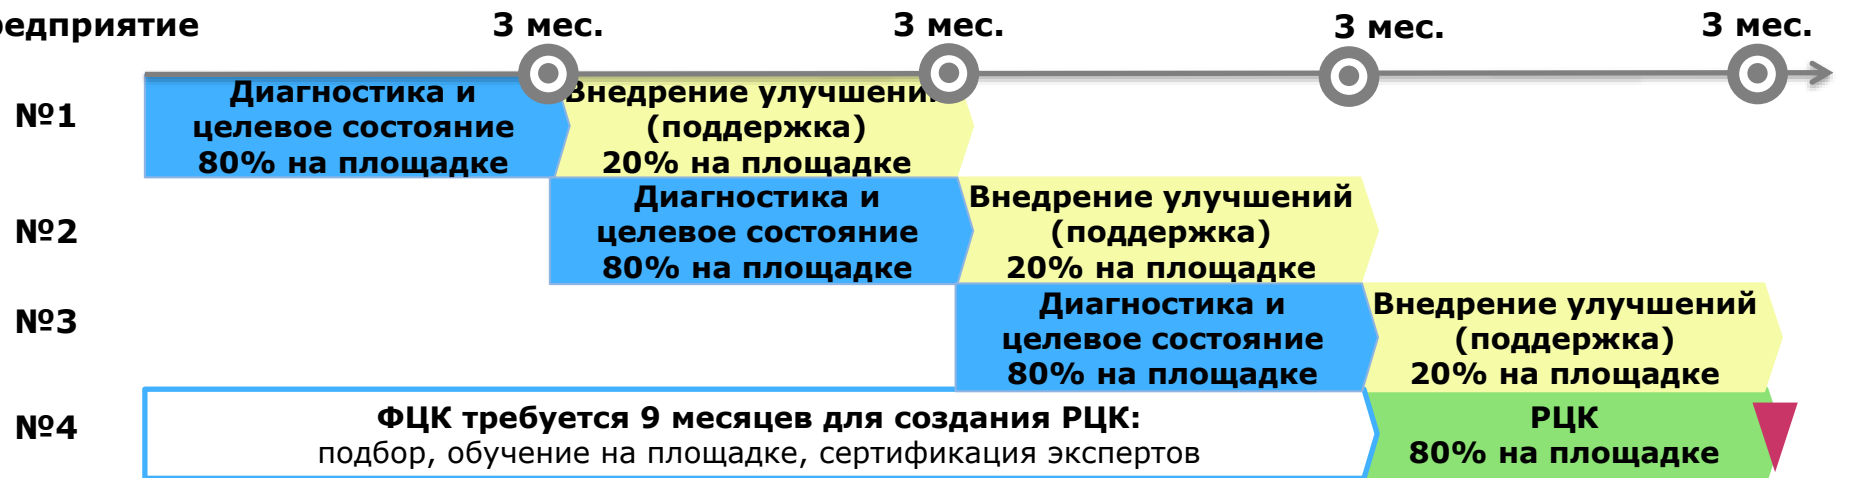 редприятие 3 мес. 3 мес. 3 мес. 3 мес.
№1
Диагностика и
целевое состояние
80% на площадке
Внедрение улучшений
(поддержка)
20% на площадке
№2
Диагностика и
целевое состояние
80% на площадке
Внедрение улучшений
(поддержка)
20% на площадке
№3
Диагностика и
целевое состояние
80% на площадке
Внедрение улучшений
(поддержка)
20% на площадке
№4
ФЦК требуется 9 месяцев для создания РЦК:
подбор, обучение на площадке, сертификация экспертов
РЦК
80% на площадке